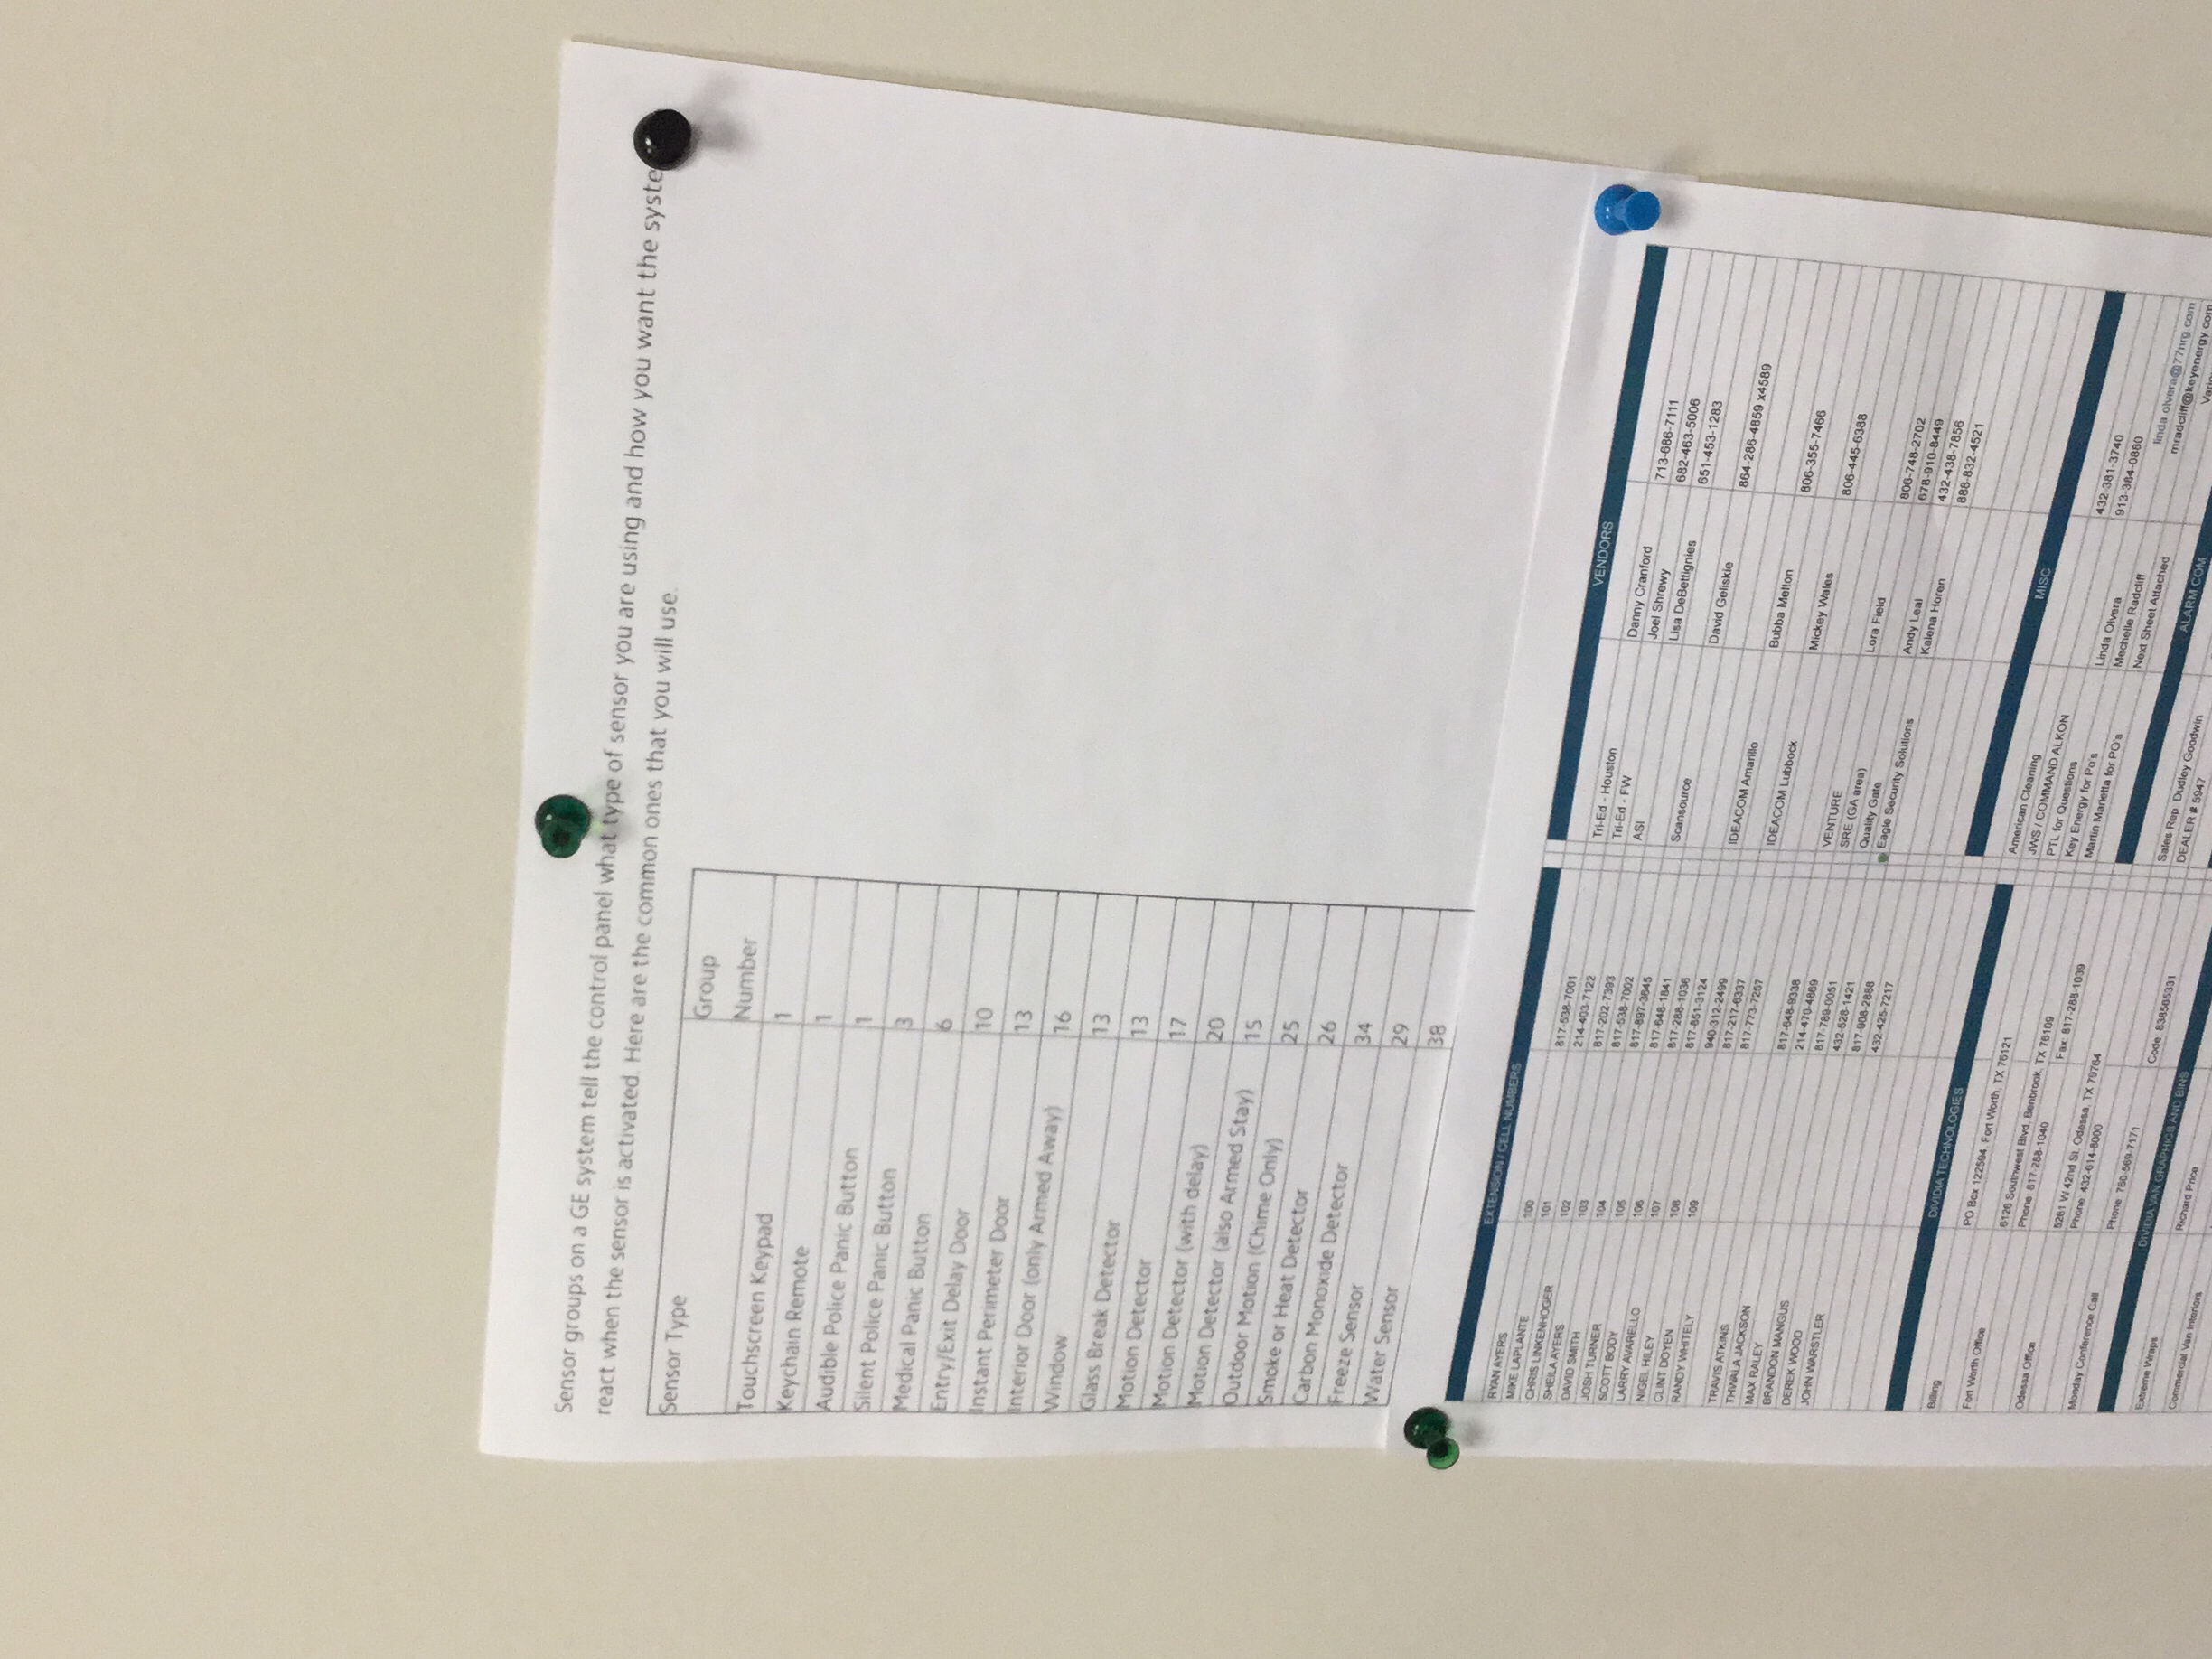 Sensor groups on a GE system tell the control panel what type of sensor you are using and how you want the syste
react when the sensor is activated. Here are the common ones that you will use.
Sensor Type Group Number
Touchscreen Keypad 1
Keychain Remote 1
Audible Police Panic Button 1
Silent Police Panic Button 3
Medical Panic Button 6
Entry/Exit Delay Door 10
Instant Perimeter Door 13
Interior Door (only Armed Away) 16
Window 13
Glass Break Detector 13
Motion Detector 17
Motion Detector (with delay) 20
Motion Detector (also Armed Stay) 15
Outdoor Motion (Chime Only) 25
Smoke or Heat Detector 26
Carbon Monoxide Detector 34
Freeze Sensor 29
Water Sensor 38
EXTENSION / CELL NUMBERS
RYAN AYERS 100 817-538-7001
MIKE LAPLANTE 101 214-403-7122
CHRIS LINKENHOGER 102 817-202-7393
SHEILA AYERS 103 817-538-7002
DAVID SMITH 104 817-897-3645
JOSH TURNER 105 817-648-1841
SCOTT BODY 106 817-288-1036
LARRY AVARELLO 107 817-851-3124
NIGEL HILEY 108 940-312-2499
CLINT DOYEN 109 817-217-6337
RANDY WHITELY 817-773-7257
TRAVIS ATKINS 817-648-9338
THWALA JACKSON 214-470-4869
MAX RALEY 817-789-0051
BRANDON MANGUS 432-528-1421
DEREK WOOD 817-908-2888
JOHN WARSTLER 432-425-7217
VENDORS
Tri-Ed - Houston Danny Cranford 713-686-7111
Tri-Ed - FW Joel Shrewy 682-463-5006
ASI Lisa DeBettignies 651-453-1283
Scansource David Geliskie 864-286-4859 x4589
IDEACOM Amarillo Bubba Melton 806-355-7466
IDEACOM Lubbock Mickey Wales 806-445-6388
VENTURE Lora Field 806-748-2702
SRE (GA area) 678-910-8449
Quality Gate Andy Leal 432-438-7856
Eagle Security Solutions Kalena Horen 888-832-4521
DIVIDIA TECHNOLOGIES
Billing PO Box 122594, Fort Worth, TX 76121
Fort Worth Office 6126 Southwest Blvd, Benbrook, TX 76109
Phone: 817-288-1040 Fax: 817-288-1039
Odessa Office 5261 W 42nd St, Odessa, TX 79764
Phone: 432-614-8000
Monday Conference Call Phone: 760-569-7171 Code: 838505331
DIVIDIA VAN GRAPHICS AND BINS
Extreme Wraps Richard Price
Commercial Van Interiors
MISC
American Cleaning 432-381-3740
JWS / COMMAND ALKON 913-384-0880
PTL for Questions Linda Olvera linda olvera@77nrg com
Key Energy for Po's Mechelle Radcliff mradcliff@keyenergy com
Martin Marietta for PO's Next Sheet Attached
ALARM.COM
Sales Rep: Dudley Goodwin
DEALER # 5947